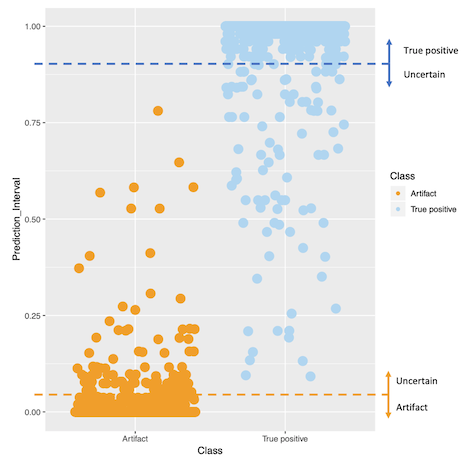 1.00
0.75
0.50
0.25
0.00
Prediction_Interval
Artifact
True positive
Class
True positive
Uncertain
Class
Artifact
True positive
Uncertain
Artifact